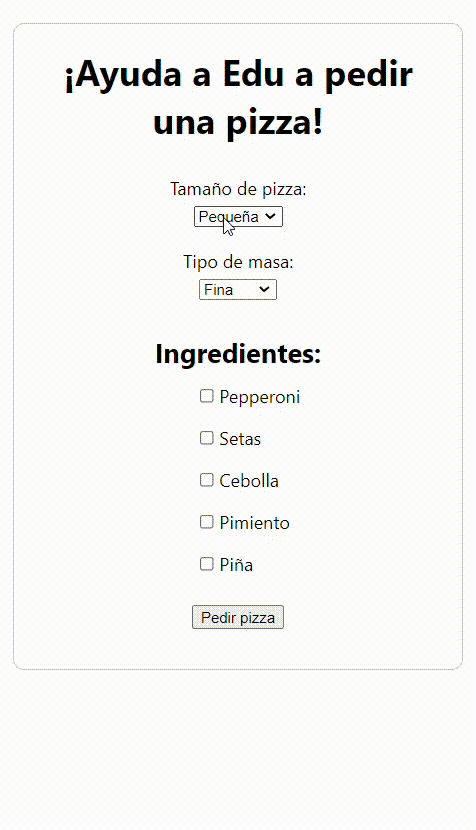 ¡Ayuda a Edu a pedir
una pizza!
Tamaño de pizza:
Pequeña
Tipo de masa:
Fina
Ingredientes:
Pepperoni
Setas
Cebolla
Pimiento
Piña
Pedir pizza